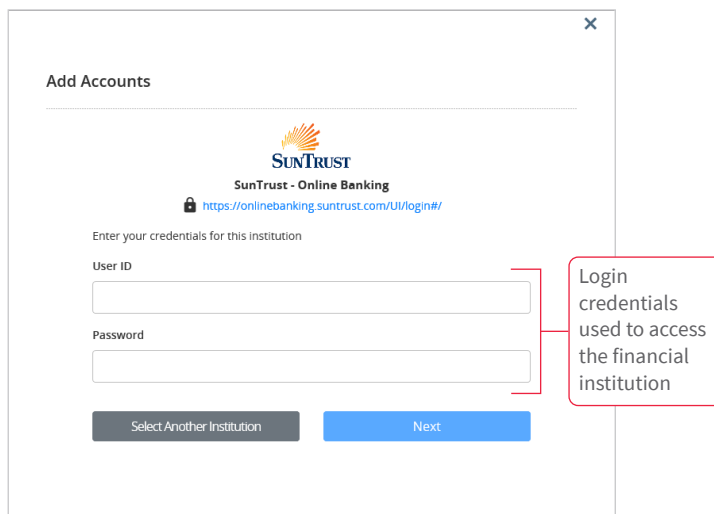 Add Accounts
SUNTRUST
SunTrust - Online Banking
https://onlinebanking.suntrust.com/UI/login#/
Enter your credentials for this institution
User ID
Login
credentials
used to access
the financial
institution
Password
Select Another Institution
Next